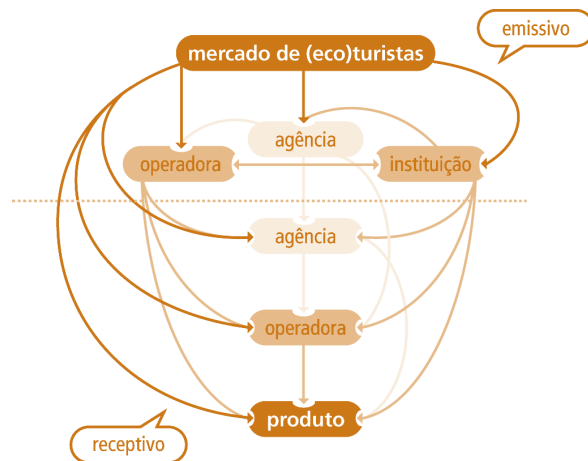 emissivo
mercado de (eco)turistas
agência
operadora
instituição
agência
operadora
produto
receptivo